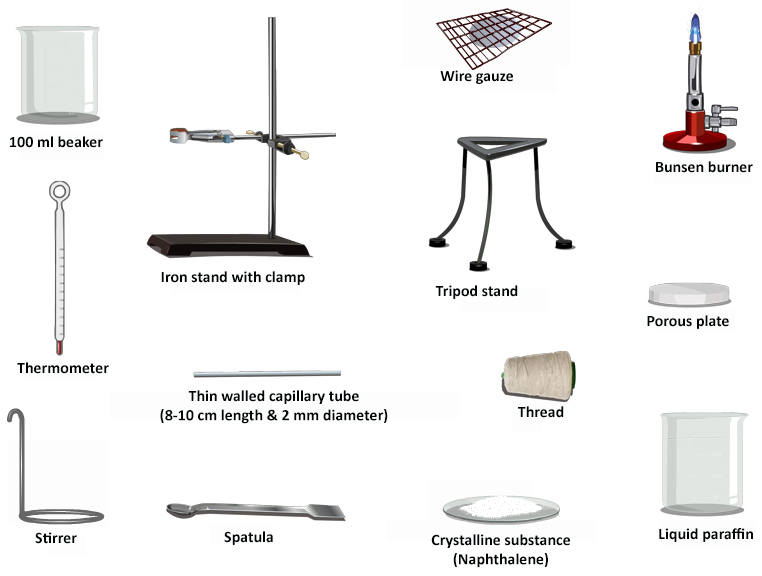 Wire gauze
100 ml beaker
Bunsen burner
Iron stand with clamp
Tripod stand
Porous plate
Thermometer
Thin walled capillary tube
(8-10 cm length & 2 mm diameter)
Thread
Stirrer
Spatula
Crystalline substance
(Naphthalene)
Liquid paraffin